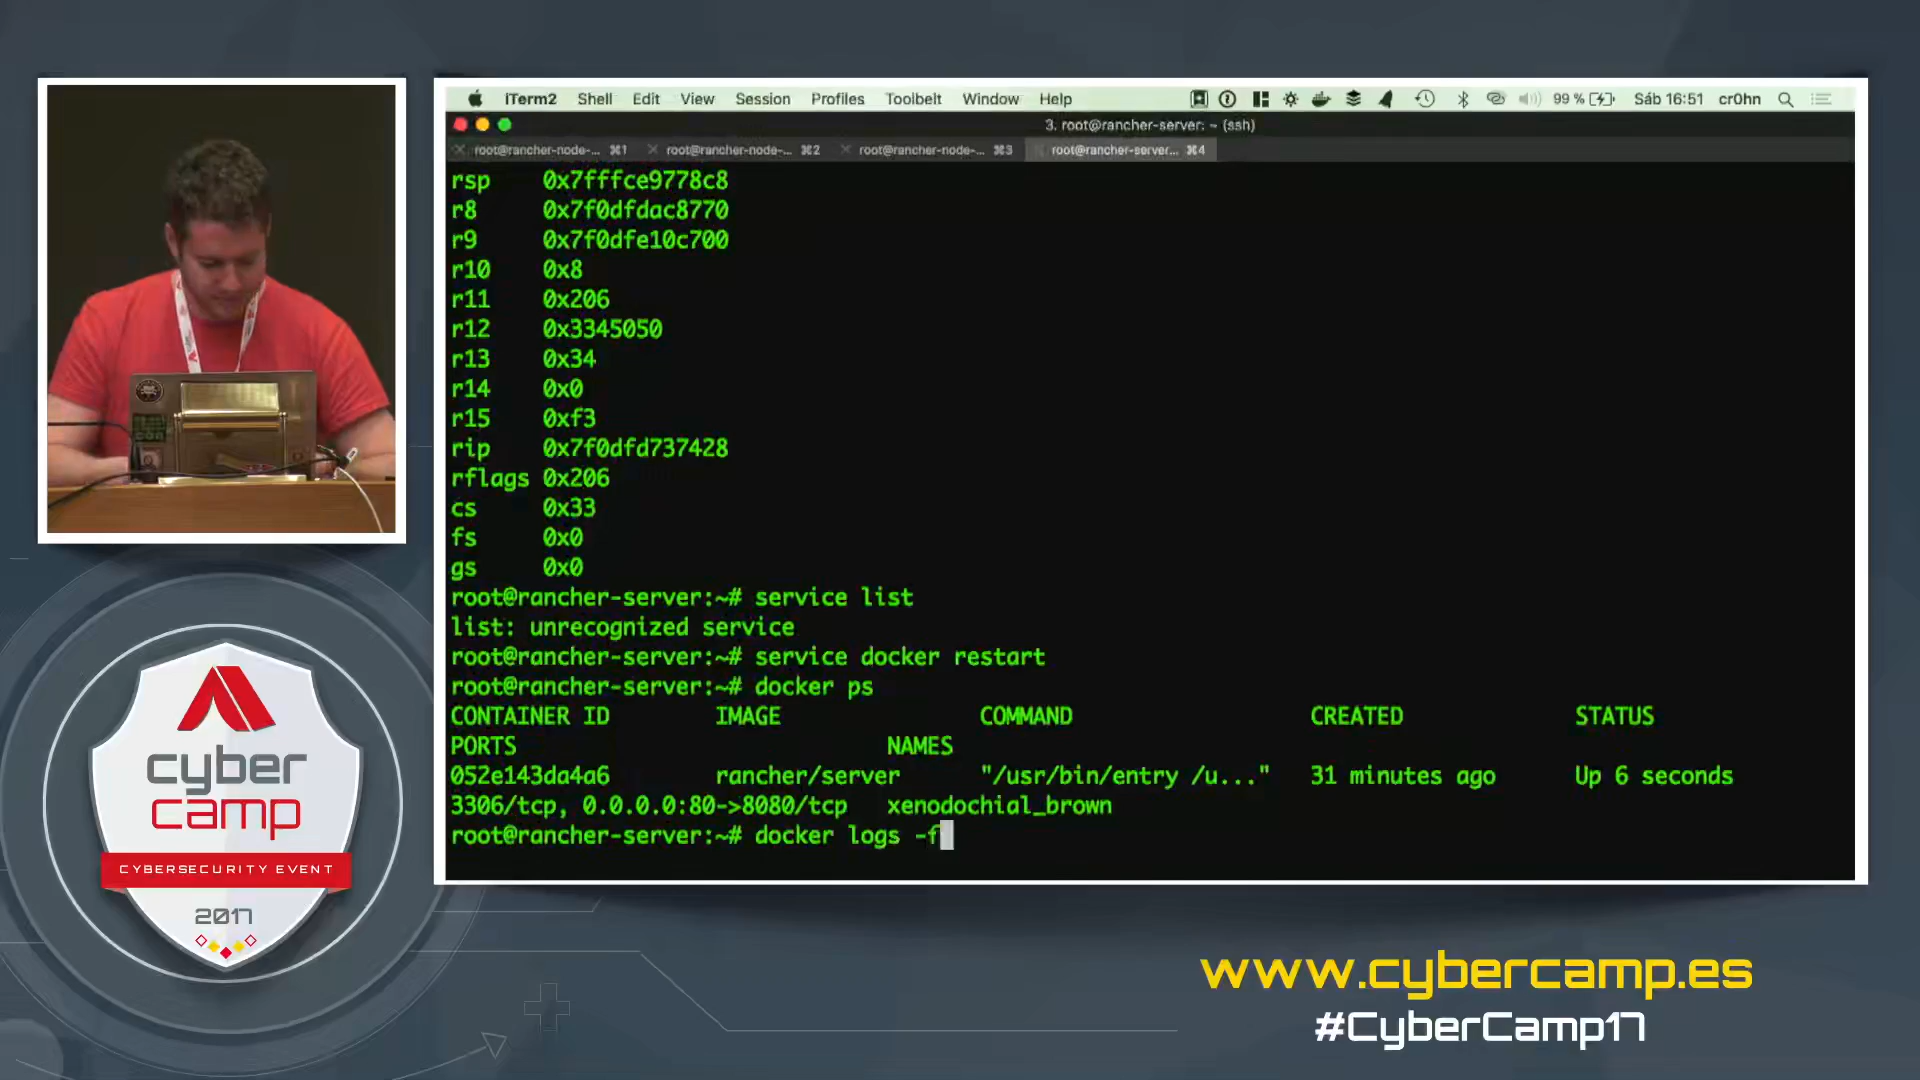 iTerm2 Shell Edit View Session Profiles Toolbelt Window Help 99 % Sáb 16:51 cr0hn
3. root@rancher-server: ~ (ssh)
root@rancher-node-... ⌘1 root@rancher-node-... ⌘2 root@rancher-node-... ⌘3 root@rancher-server... ⌘4
rsp 0x7fffce9778c8
r8 0x7f0dfdac8770
r9 0x7f0dfe10c700
r10 0x8
r11 0x206
r12 0x3345050
r13 0x34
r14 0x0
r15 0xf3
rip 0x7f0dfd737428
rflags 0x206
cs 0x33
fs 0x0
gs 0x0
root@rancher-server:~# service list
list: unrecognized service
root@rancher-server:~# service docker restart
root@rancher-server:~# docker ps
CONTAINER ID IMAGE COMMAND CREATED STATUS
PORTS NAMES
052e143da4a6 rancher/server "/usr/bin/entry /u..." 31 minutes ago Up 6 seconds
3306/tcp, 0.0.0.0:80->8080/tcp xenodochial_brown
root@rancher-server:~# docker logs -f
cyber
camp
CYBERSECURITY EVENT
2017
www.cybercamp.es
#CyberCamp17